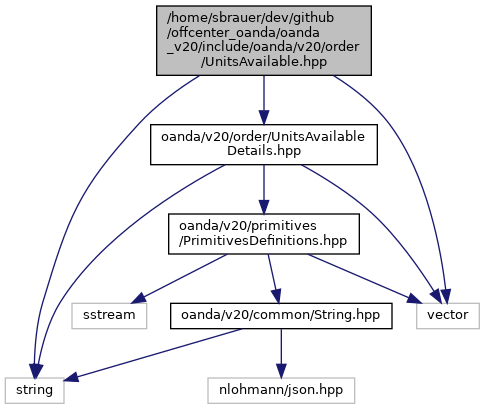 /home/sbrauer/dev/github
/offcenter_oanda/oanda
_v20/include/oanda/v20/order
/UnitsAvailable.hpp
oanda/v20/order/UnitsAvailable
Details.hpp
oanda/v20/primitives
/PrimitivesDefinitions.hpp
sstream
oanda/v20/common/String.hpp
vector
string
nlohmann/json.hpp